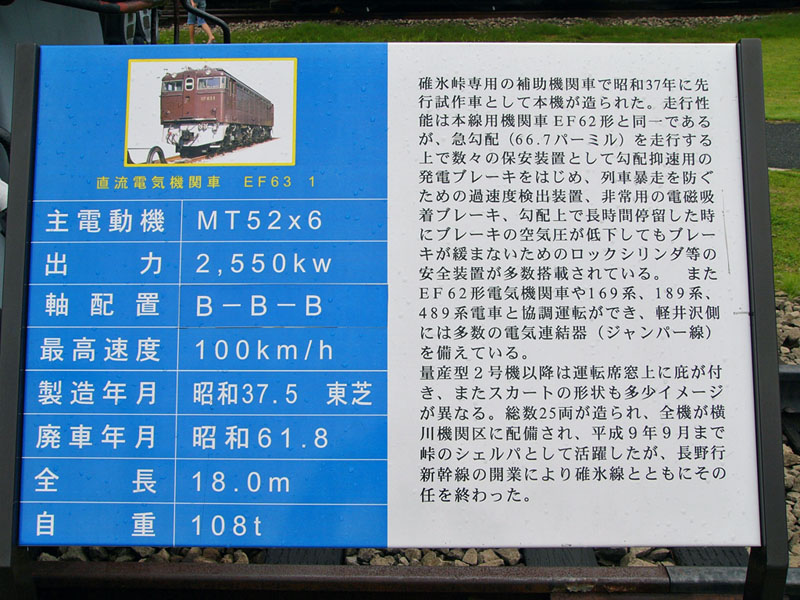 直流電気機関車 EF63 1
主電動機 MT52x6
出力 2,550kw
軸配置 B－B－B
最高速度 100km/h
製造年月 昭和37.5 東芝
廃車年月 昭和61.8
全長 18.0m
自重 108t
碓氷峠専用の補助機関車で昭和37年に先
行試作車として本機が造られた。走行性
能は本線用機関車EF62形と同一である
が、急勾配（66.7パーミル）を走行する
上で数々の保安装置として勾配抑速用の
発電ブレーキをはじめ、列車暴走を防ぐ
ための過速度検出装置、非常用の電磁吸
着ブレーキ、勾配上で長時間停留した時
にブレーキの空気圧が低下してもブレー
キが緩まないためのロックシリンダ等の
安全装置が多数搭載されている。 また
EF62形電気機関車や169系、189系、
489系電車と協調運転ができ、軽井沢側
には多数の電気連結器（ジャンパー線）
を備えている。
量産型２号機以降は運転席窓上に庇が付
き、またスカートの形状も多少イメージ
が異なる。総数25両が造られ、全機が横
川機関区に配備され、平成９年９月まで
峠のシェルパとして活躍したが、長野行
新幹線の開業により碓氷線とともにその
任を終わった。